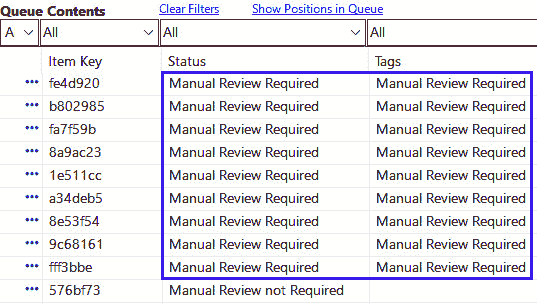 Queue Contents Clear Filters Show Positions in Queue
A All All All
Item Key Status Tags
fe4d920 Manual Review Required Manual Review Required
b802985 Manual Review Required Manual Review Required
fa7f59b Manual Review Required Manual Review Required
8a9ac23 Manual Review Required Manual Review Required
1e511cc Manual Review Required Manual Review Required
a34deb5 Manual Review Required Manual Review Required
8e53f54 Manual Review Required Manual Review Required
9c68161 Manual Review Required Manual Review Required
fff3bbe Manual Review Required Manual Review Required
576bf73 Manual Review not Required